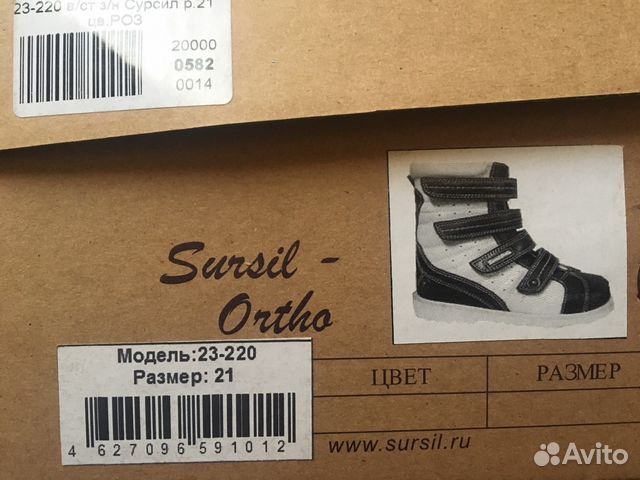 23-220 в/ст з/н Сурсил р.21
цв.РОЗ
20000
0582
0014
Sursil -
Ortho
Модель:23-220
Размер: 21
4 627096 591012
ЦВЕТ
РАЗМЕР
www.sursil.ru
Avito